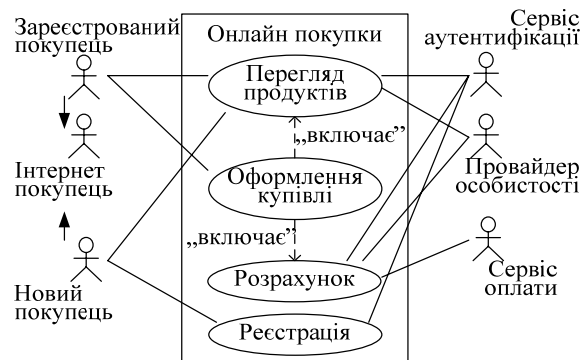 Зареєстрований
покупець
Онлайн покупки
Сервіс
аутентифікації
Перегляд
продуктів
„включає”
Інтернет
покупець
Оформлення
купівлі
Провайдер
особистості
„включає”
Новий
покупець
Розрахунок
Сервіс
оплати
Реєстрація